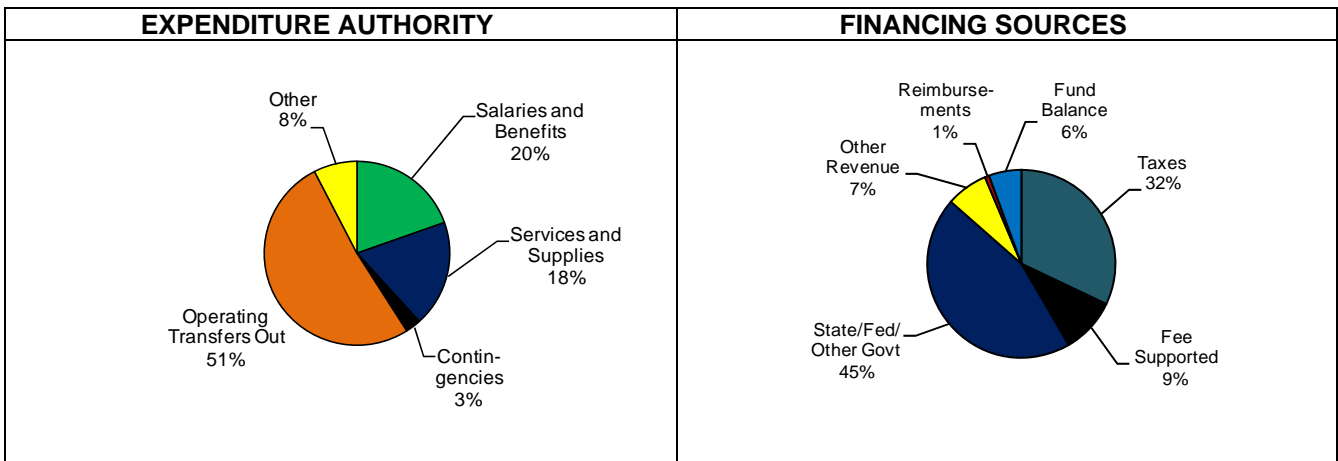 EXPENDITURE AUTHORITY
Other
8%
Salaries and
Benefits
20%
Services and
Supplies
18%
Contin-
gencies
3%
Operating
Transfers Out
51%
FINANCING SOURCES
Reimburse-
ments
1%
Fund
Balance
6%
Taxes
32%
Other
Revenue
7%
State/Fed/
Other Govt
45%
Fee
Supported
9%